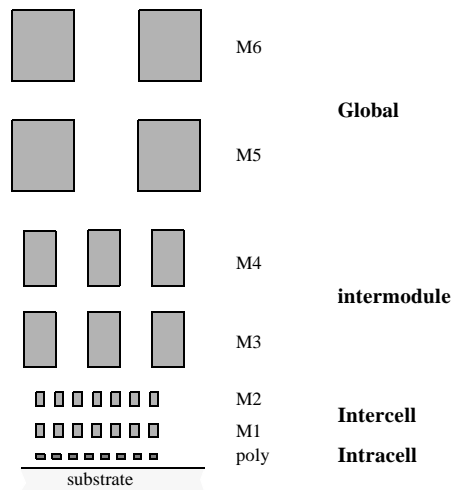 M6
Global
M5
M4
intermodule
M3
M2
Intercell
M1
poly Intracell
substrate